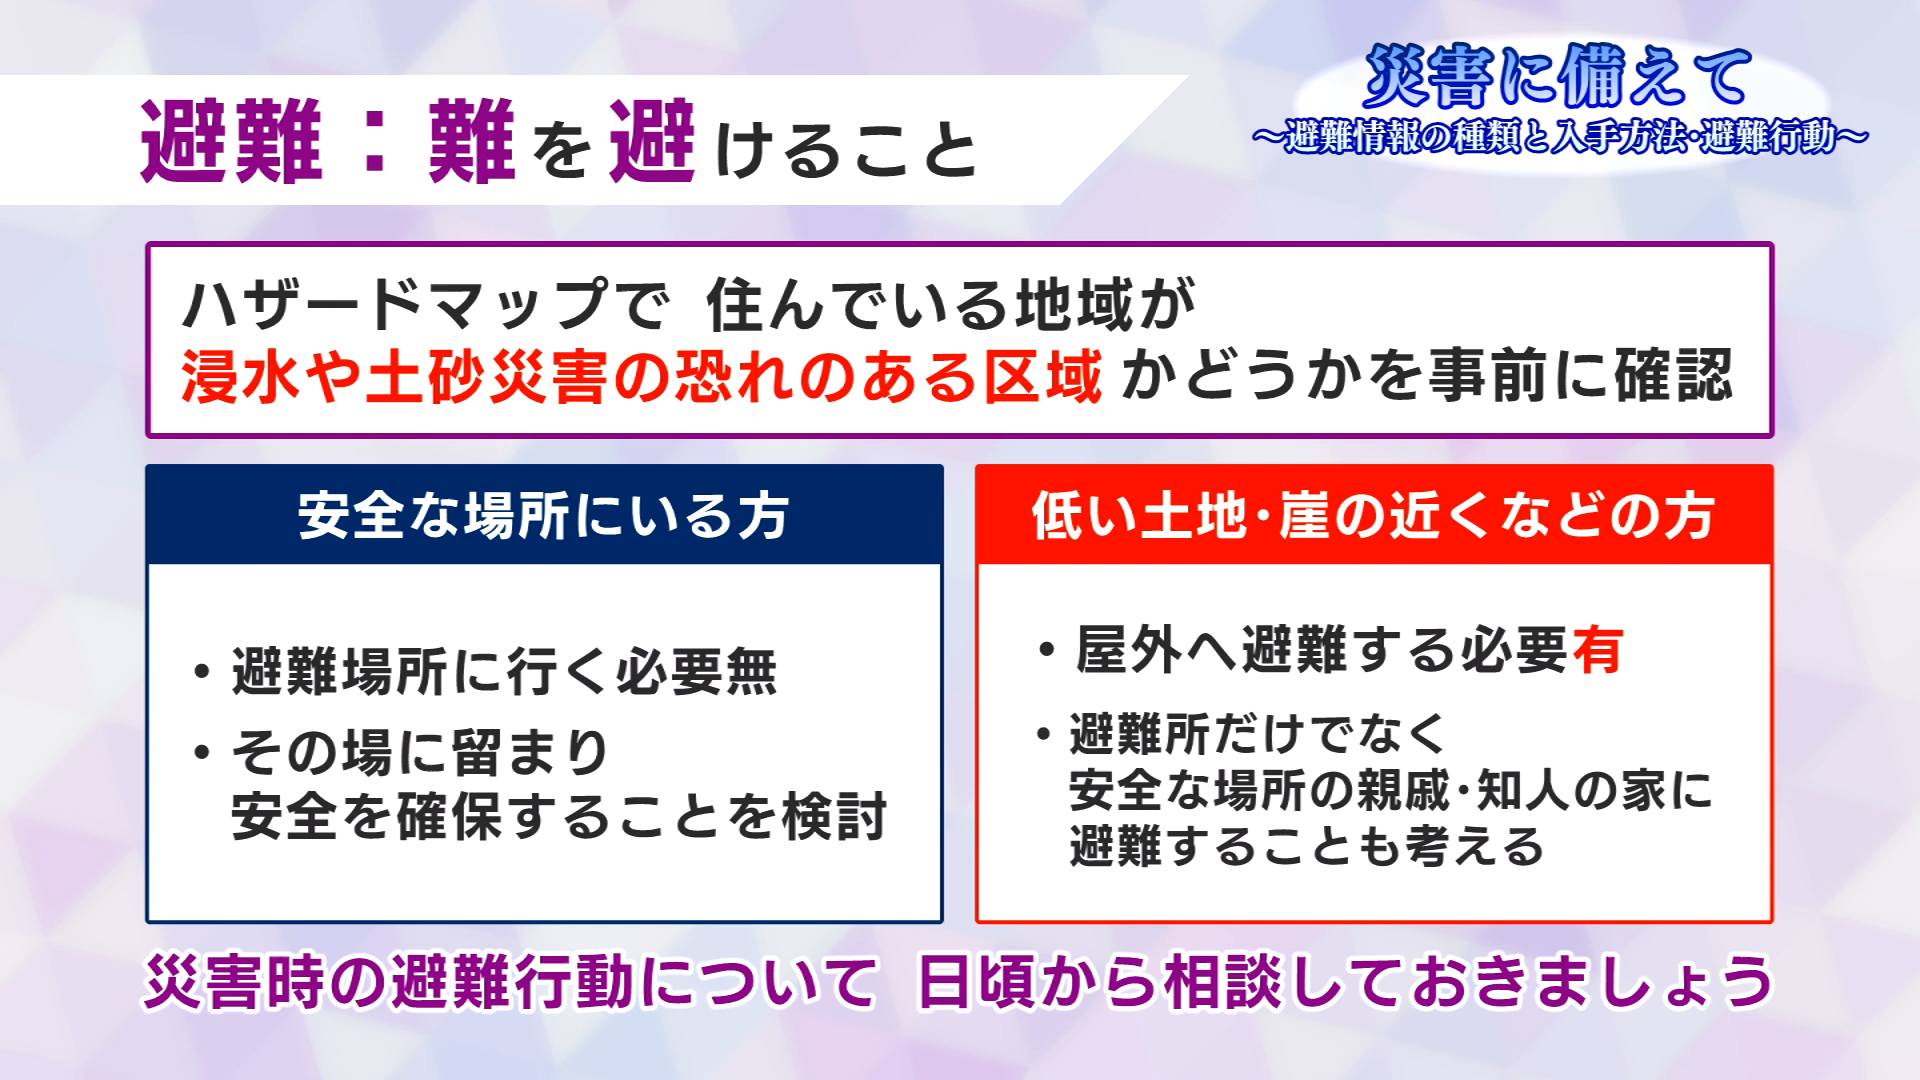 災害に備えて
～避難情報の種類と入手方法･避難行動～
避難：難を避けること
ハザードマップで 住んでいる地域が
浸水や土砂災害の恐れのある区域かどうかを事前に確認
安全な場所にいる方
・避難場所に行く必要無
・その場に留まり
安全を確保することを検討
低い土地･崖の近くなどの方
・屋外へ避難する必要有
・避難所だけでなく
安全な場所の親戚･知人の家に
避難することも考える
災害時の避難行動について 日頃から相談しておきましょう